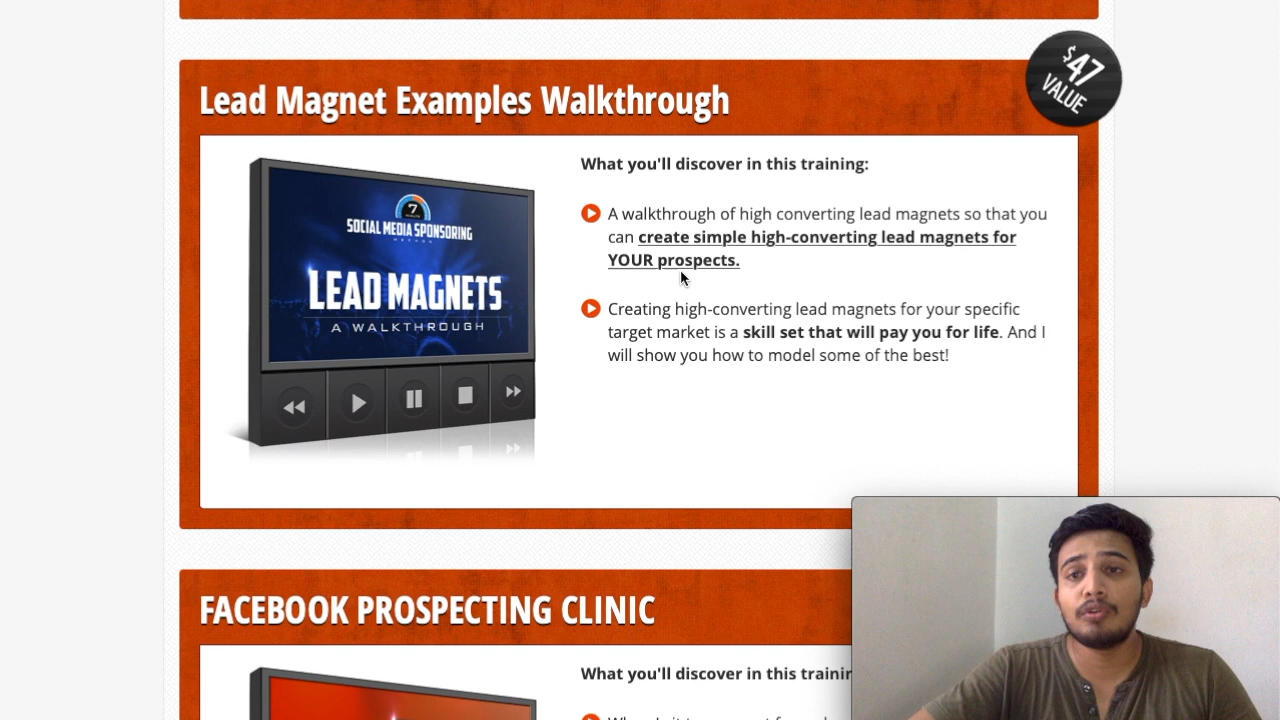 $47
VALUE
Lead Magnet Examples Walkthrough
What you'll discover in this training:
A walkthrough of high converting lead magnets so that you
can create simple high-converting lead magnets for
YOUR prospects.
Creating high-converting lead magnets for your specific
target market is a skill set that will pay you for life. And I
will show you how to model some of the best!
7
SOCIAL MEDIA SPONSORING
LEAD MAGNETS
A WALKTHROUGH
FACEBOOK PROSPECTING CLINIC
What you'll discover in this